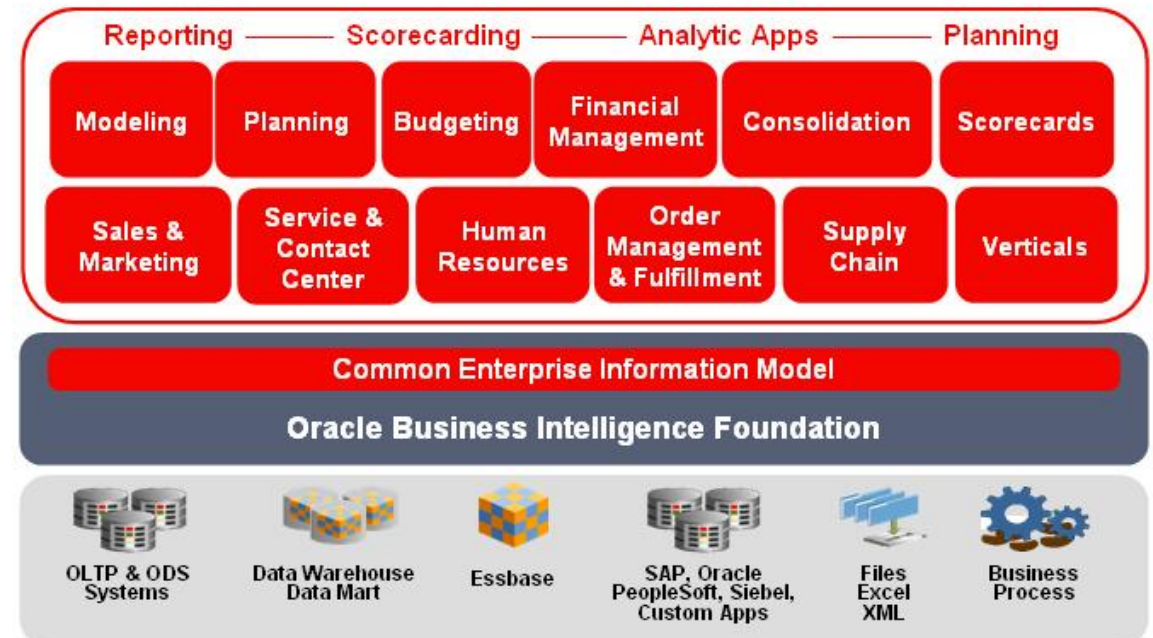 Reporting Scorecarding Analytic Apps Planning
Modeling
Planning
Budgeting
Financial
Management
Consolidation
Scorecards
Sales &
Marketing
Service &
Contact
Center
Human
Resources
Order
Management
& Fulfillment
Supply
Chain
Verticals
Common Enterprise Information Model
Oracle Business Intelligence Foundation
OLTP & ODS
Systems
Data Warehouse
Data Mart
Essbase
SAP, Oracle
PeopleSoft, Siebel,
Custom Apps
Files
Excel
XML
Business
Process